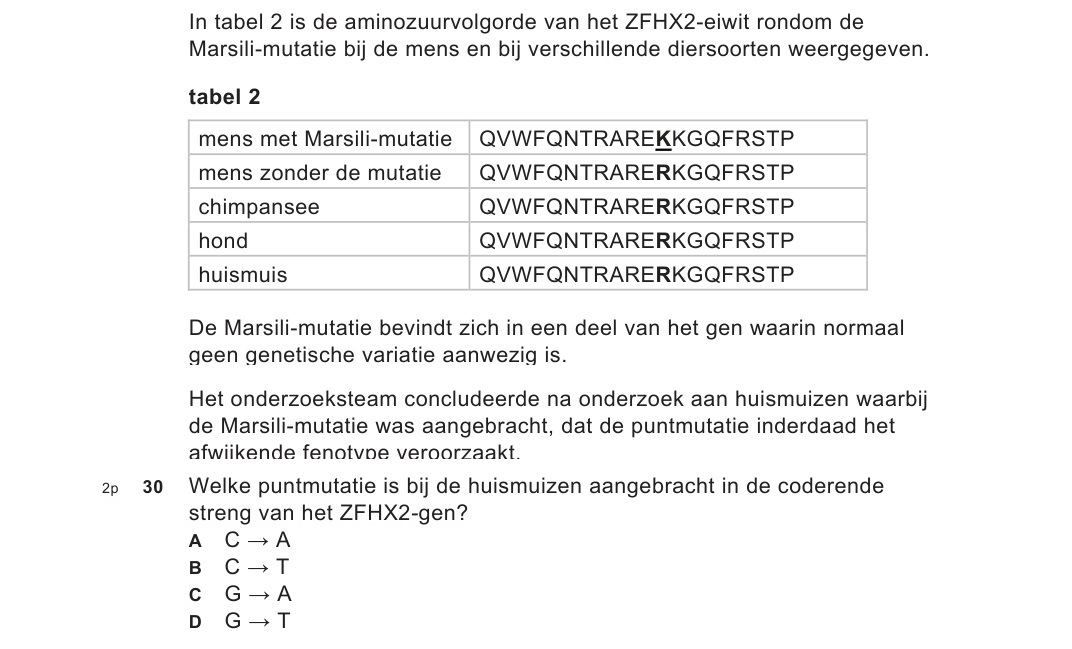 In tabel 2 is de aminozuurvolgorde van het ZFHX2-eiwit rondom de
Marsili-mutatie bij de mens en bij verschillende diersoorten weergegeven.
tabel 2
mens met Marsili-mutatie QVWFQNTRAREKKGQFRSTP
mens zonder de mutatie QVWFQNTRARERKGQFRSTP
chimpansee QVWFQNTRARERKGQFRSTP
hond QVWFQNTRARERKGQFRSTP
huismuis QVWFQNTRARERKGQFRSTP
De Marsili-mutatie bevindt zich in een deel van het gen waarin normaal
geen genetische variatie aanwezig is.
Het onderzoeksteam concludeerde na onderzoek aan huismuizen waarbij
de Marsili-mutatie was aangebracht, dat de puntmutatie inderdaad het
afwijkende fenotype veroorzaakt.
2p 30 Welke puntmutatie is bij de huismuizen aangebracht in de coderende
streng van het ZFHX2-gen?
A C → A
B C → T
C G → A
D G → T